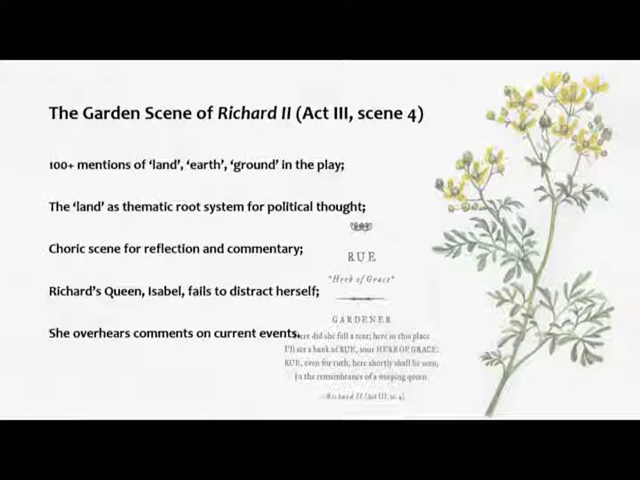 The Garden Scene of Richard II (Act III, scene 4)
100+ mentions of ‘land’, ‘earth’, ‘ground’ in the play;
The ‘land’ as thematic root system for political thought;
Choric scene for reflection and commentary;
RUE
"Herb of Grace"
Richard’s Queen, Isabel, fails to distract herself;
GARDENER
She overhears comments on current events.
did she fall a tear; here in this place
I'll set a bank of RUE, sour HERB OF GRACE:
RUE, even for ruth, here shortly shall be seen,
In the remembrance of a weeping queen.
—Richard II [Act III, sc. 4]